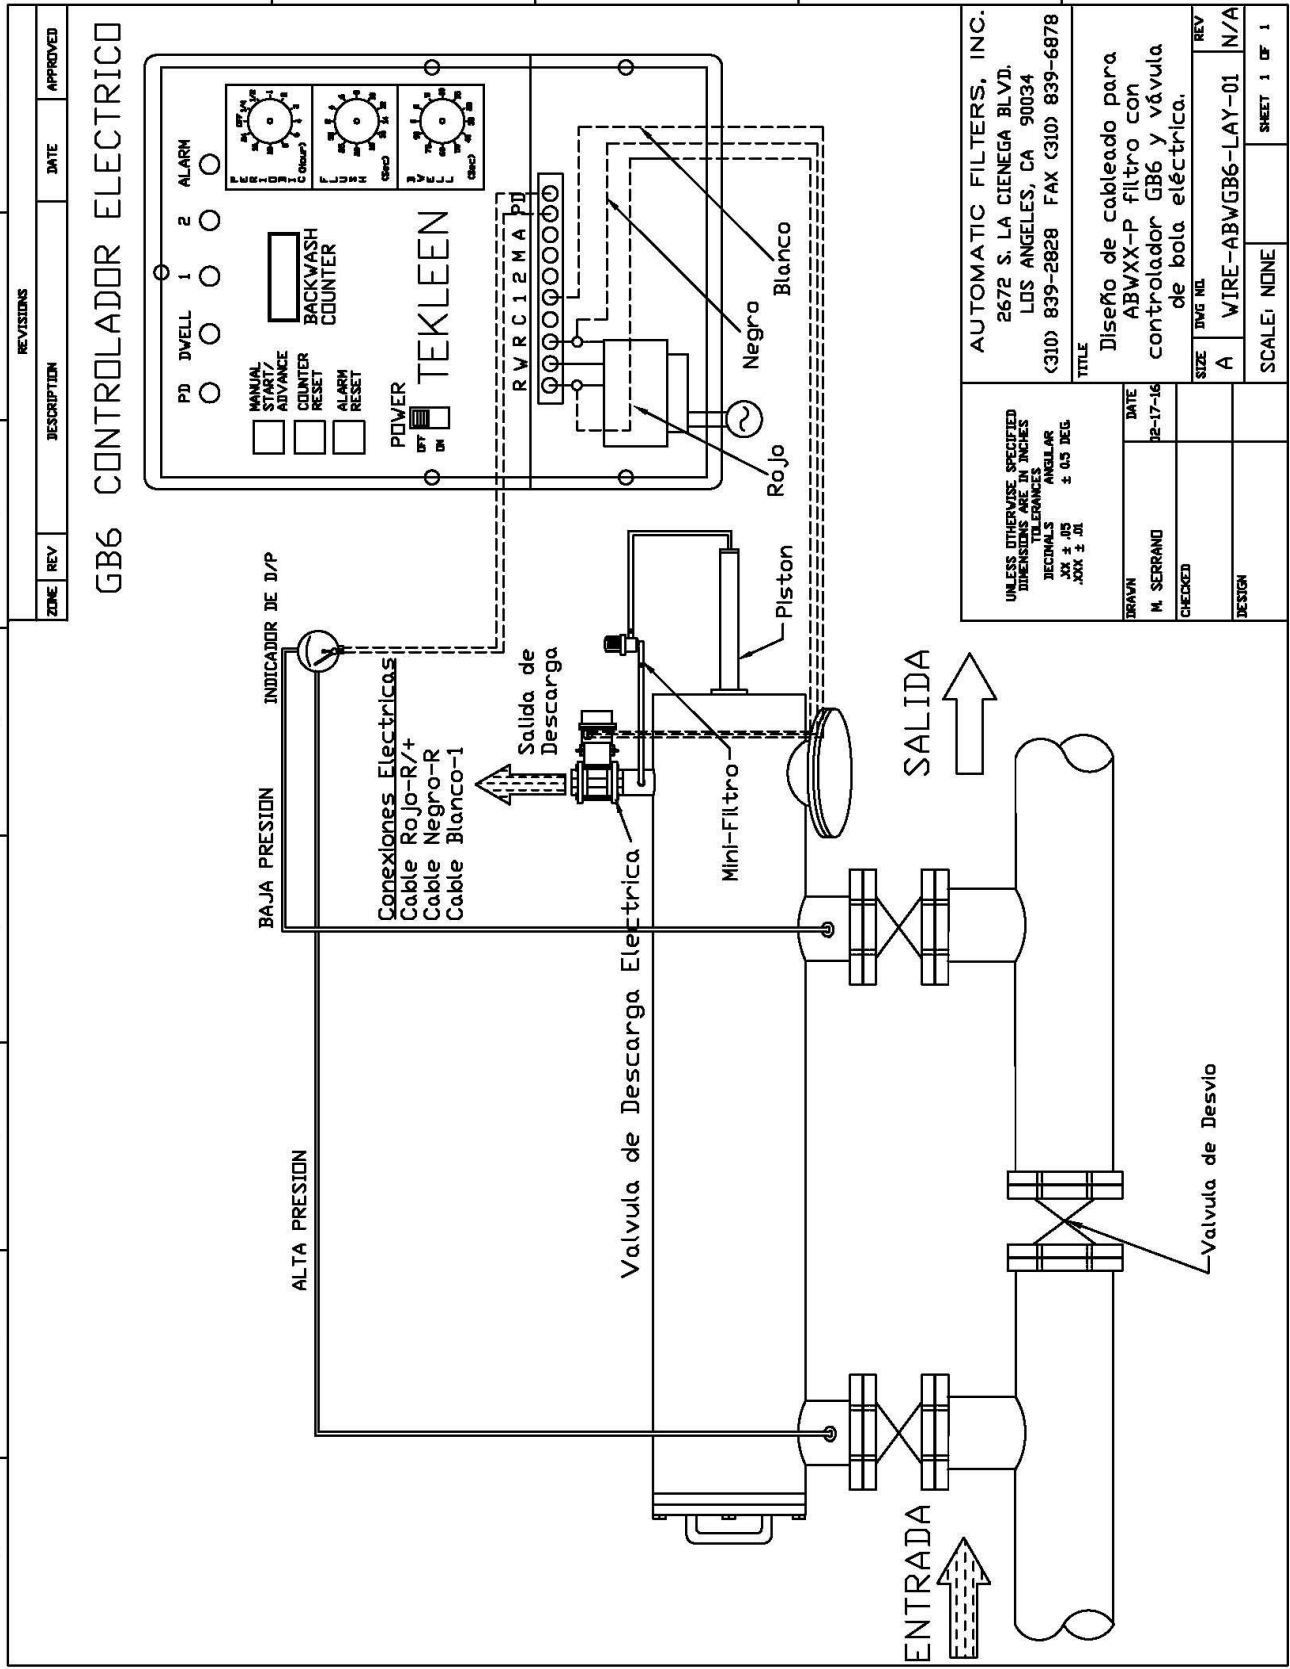 REVISIONS
ZONE REV DESCRIPTION DATE APPROVED
GB6 CONTROLADOR ELECTRICO
PD DWELL 1 2 ALARM
MANUAL
START/
ADVANCE
COUNTER
RESET
ALARM
RESET
BACKWASH
COUNTER
PERIODIC
(Hour)
FLUSH
(Sec)
DWELL
(Sec)
POWER
OFF
ON
TEKLEEN
R W R C 1 2 M A PD
Rojo
Negro
Blanco
INDICADOR DE D/P
BAJA PRESION
ALTA PRESION
Conexiones Electricas
Cable Rojo-R/+
Cable Negro-R
Cable Blanco-1
Salida de
Descarga
Valvula de Descarga Electrica
Mini-Filtro
Piston
ENTRADA
SALIDA
Valvula de Desvio
UNLESS OTHERWISE SPECIFIED
DIMENSIONS ARE IN INCHES
TOLERANCES
DECIMALS ANGULAR
.XX ± .05 ± 0.5 DEG.
.XXX ± .01
DRAWN DATE
M. SERRANO 02-17-16
CHECKED
DESIGN
AUTOMATIC FILTERS, INC.
2672 S. LA CIENEGA BLVD.
LOS ANGELES, CA 90034
(310) 839-2828 FAX (310) 839-6878
TITLE
Diseño de cableado para
ABWXX-P filtro con
controlador GB6 y vávula
de bola eléctrica.
SIZE DWG NO. REV
A WIRE-ABWGB6-LAY-01 N/A
SCALE: NONE SHEET 1 OF 1